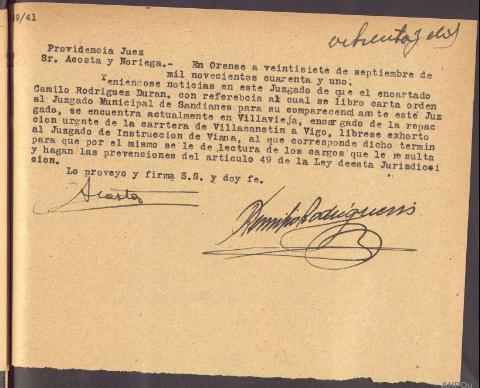 19/41
ochenta y dos
Providencia Juez
Sr. Acosta y Noriega.- En Orense a veintisiete de septiembre de
mil novecientos cuarenta y uno.
Teniendose noticias en este Juzgado de que el encartado
Camilo Rodriguez Duran, con referencia al cual se libro carta orden
al Juzgado Municipal de Sandianes para su comparecencia ante esté Juz
gado, se encuentra actualmente en Villavieja, encargado de la repac
cion urgente de la carrtera de Villacanstin a Vigo, librese exhorto
al Juzgado de Instruccion de Viana, al que corresponde dicho termin
para que por el mismo se le de lectura de los cargos que le resulta
y hagan las prevenciones del articulo 49 de la Ley de esta Jurisdicci
cion.
Lo proveyo y firma S.S. y doy fe.
Acosta